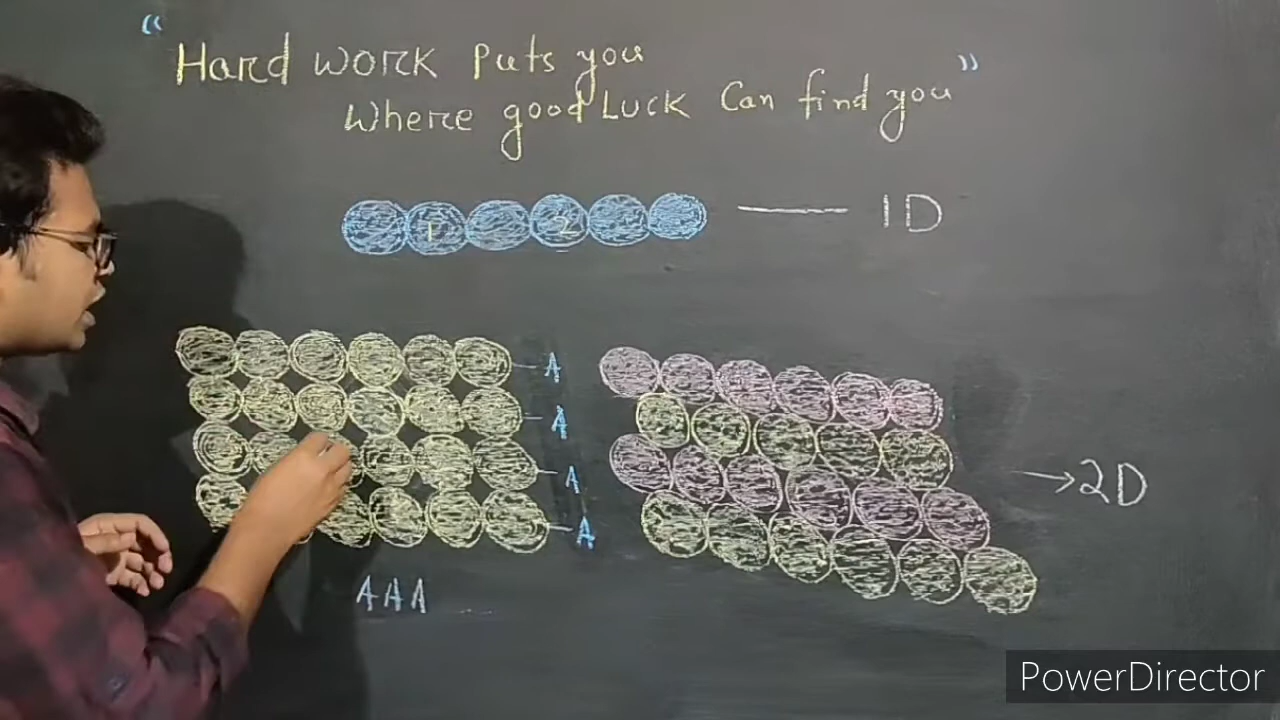 "Hard work Puts you
Where good Luck Can find you"
1 2
1D
A
A
A
A
2D
AAA
PowerDirector